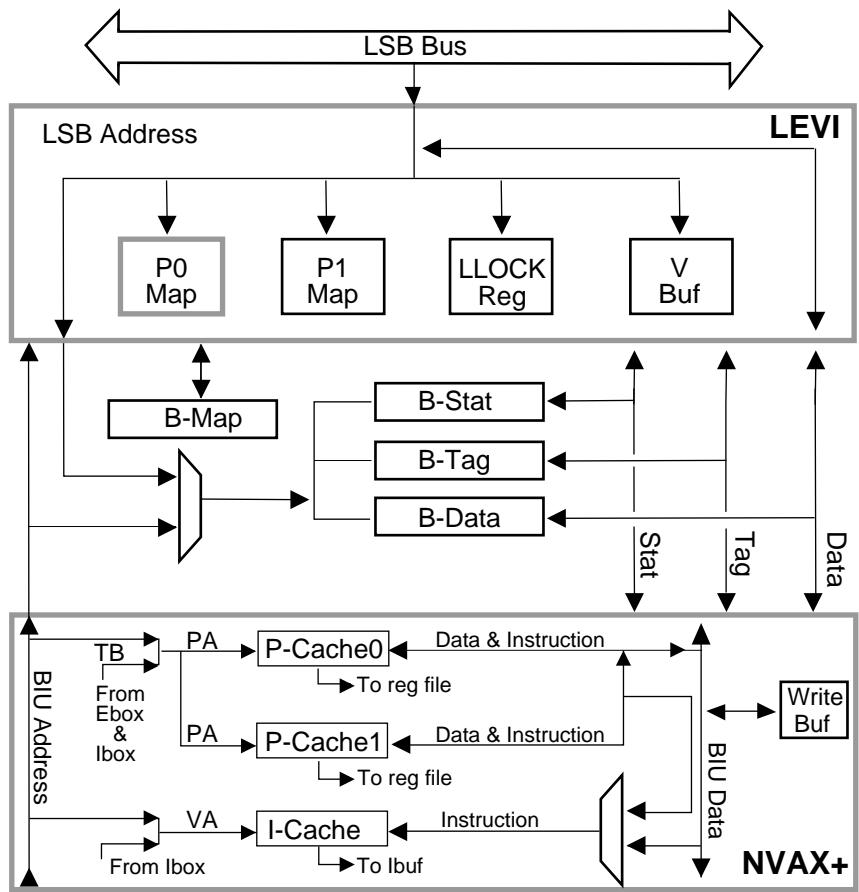 LSB Bus
LSB Address
LEVI
P0
Map
P1
Map
LLOCK
Reg
V
Buf
B-Map
B-Stat
B-Tag
B-Data
Stat
Tag
Data
BIU Address
TB
From
Ebox
&
Ibox
PA
P-Cache0
Data & Instruction
To reg file
PA
P-Cache1
Data & Instruction
To reg file
Write
Buf
BIU Data
VA
I-Cache
Instruction
From Ibox
To Ibuf
NVAX+